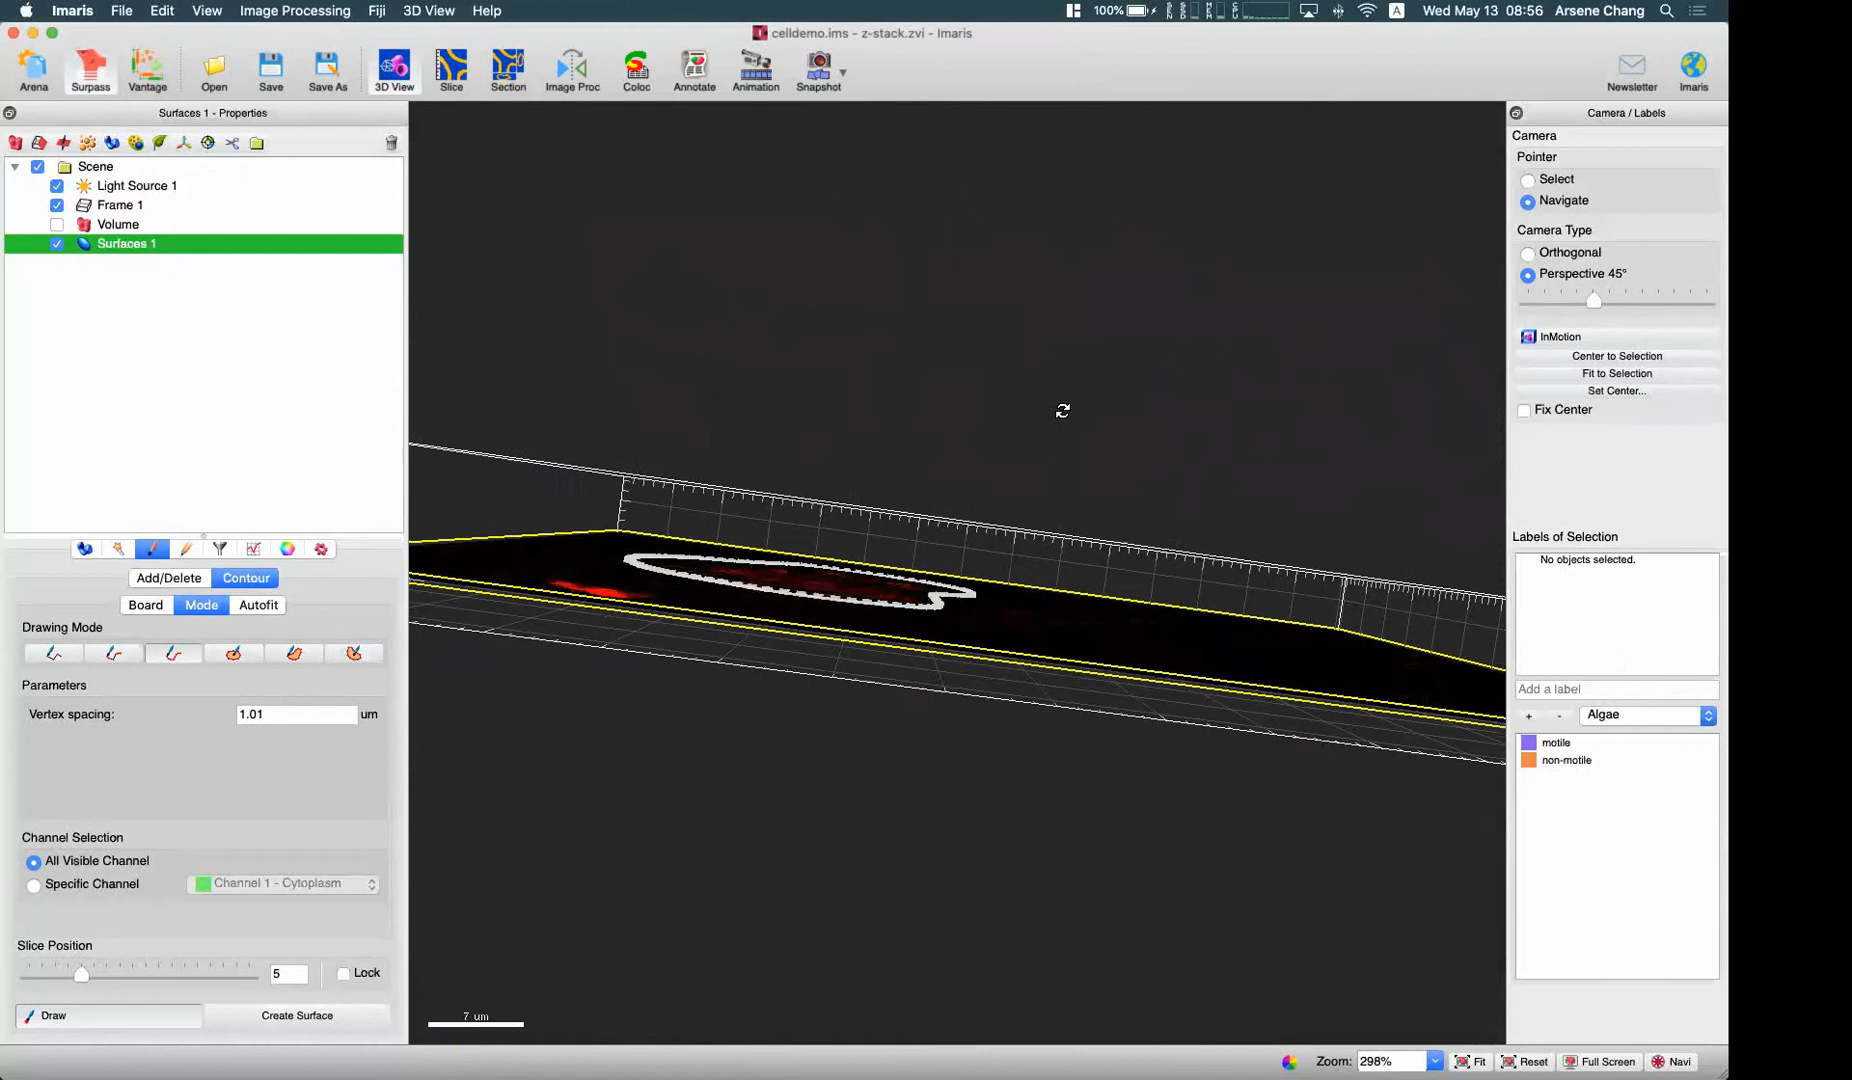 Imaris File Edit View Image Processing Fiji 3D View Help 100% A Wed May 13 08:56 Arsene Chang
celldemo.ims - z-stack.zvi - Imaris
Arena Surpass Vantage Open Save Save As 3D View Slice Section Image Proc Coloc Annotate Animation Snapshot Newsletter Imaris
Surfaces 1 - Properties
Scene
Light Source 1
Frame 1
Volume
Surfaces 1
Add/Delete Contour
Board Mode Autofit
Drawing Mode
Parameters
Vertex spacing: 1.01 um
Channel Selection
All Visible Channel
Specific Channel Channel 1 - Cytoplasm
Slice Position
5 Lock
Draw Create Surface
7 um
Camera / Labels
Camera
Pointer
Select
Navigate
Camera Type
Orthogonal
Perspective 45°
InMotion
Center to Selection
Fit to Selection
Set Center...
Fix Center
Labels of Selection
No objects selected.
Add a label
+ - Algae
motile
non-motile
Zoom: 298% Fit Reset Full Screen Navi